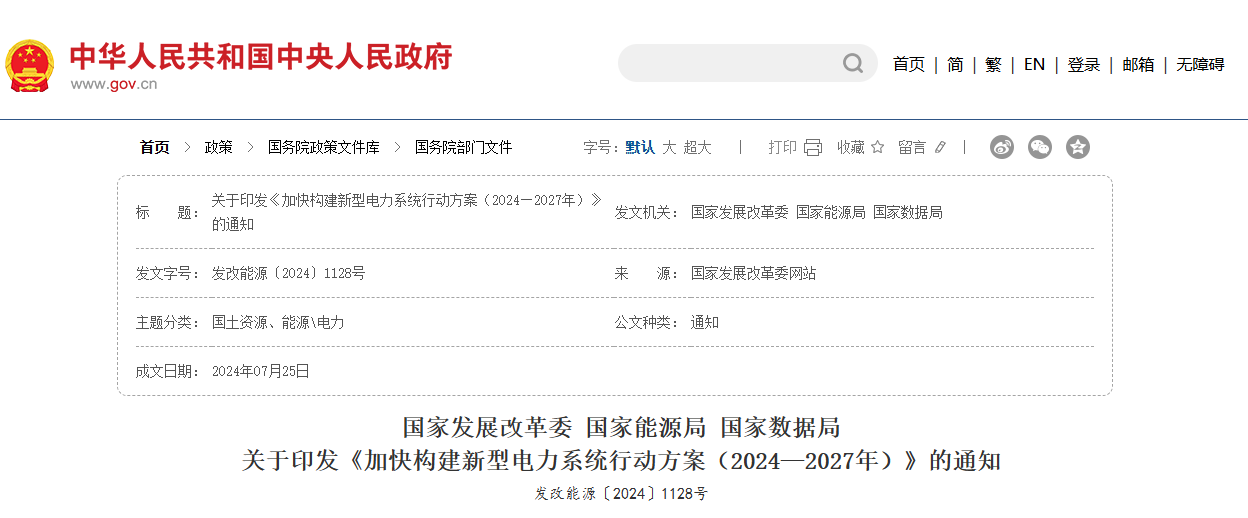 中华人民共和国中央人民政府
www.gov.cn
首页 | 简 | 繁 | EN | 登录 | 邮箱 | 无障碍
首页 > 政策 > 国务院政策文件库 > 国务院部门文件
字号：默认 大 超大 | 打印 收藏 留言 |
标 题： 关于印发《加快构建新型电力系统行动方案（2024—2027年）》
的通知
发文机关： 国家发展改革委 国家能源局 国家数据局
发文字号： 发改能源〔2024〕1128号
来 源： 国家发展改革委网站
主题分类： 国土资源、能源\电力
公文种类： 通知
成文日期： 2024年07月25日
国家发展改革委 国家能源局 国家数据局
关于印发《加快构建新型电力系统行动方案（2024—2027年）》的通知
发改能源〔2024〕1128号